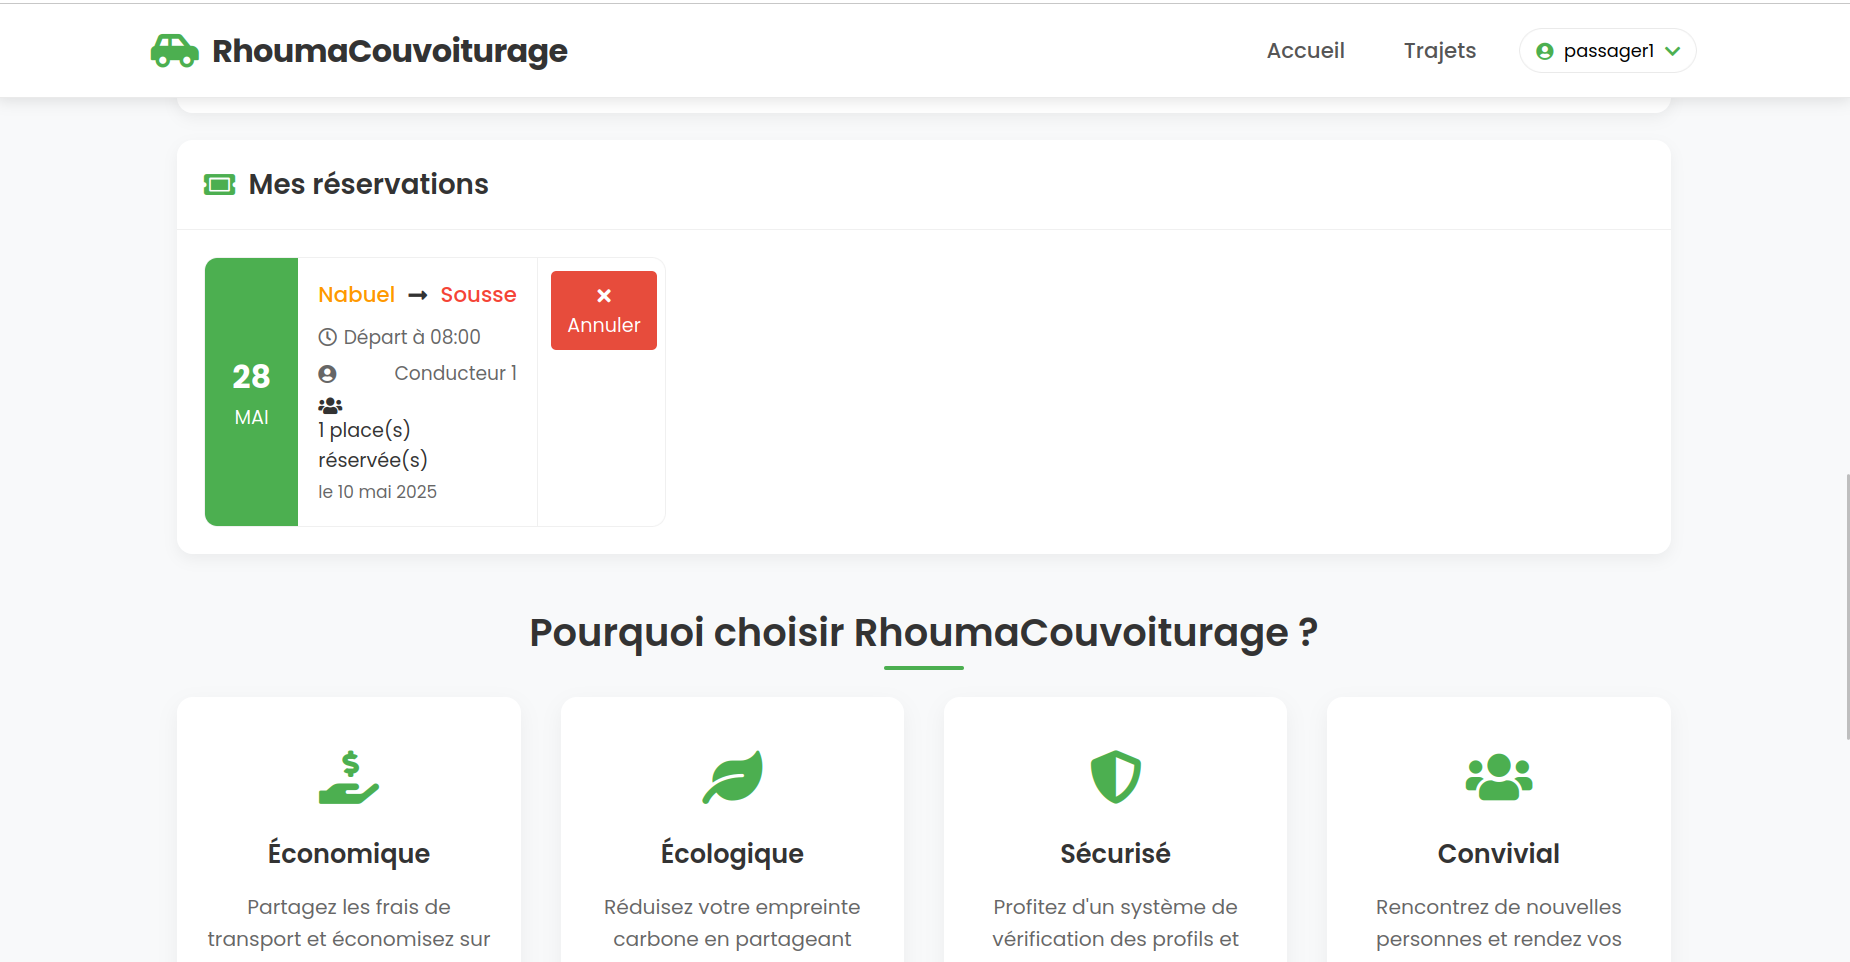 RhoumaCouvoiturage
Accueil
Trajets
passager1
Mes réservations
28
MAI
Nabuel → Sousse
Départ à 08:00
Conducteur 1
1 place(s)
réservée(s)
le 10 mai 2025
Annuler
Pourquoi choisir RhoumaCouvoiturage ?
Économique
Partagez les frais de
transport et économisez sur
Écologique
Réduisez votre empreinte
carbone en partageant
Sécurisé
Profitez d'un système de
vérification des profils et
Convivial
Rencontrez de nouvelles
personnes et rendez vos